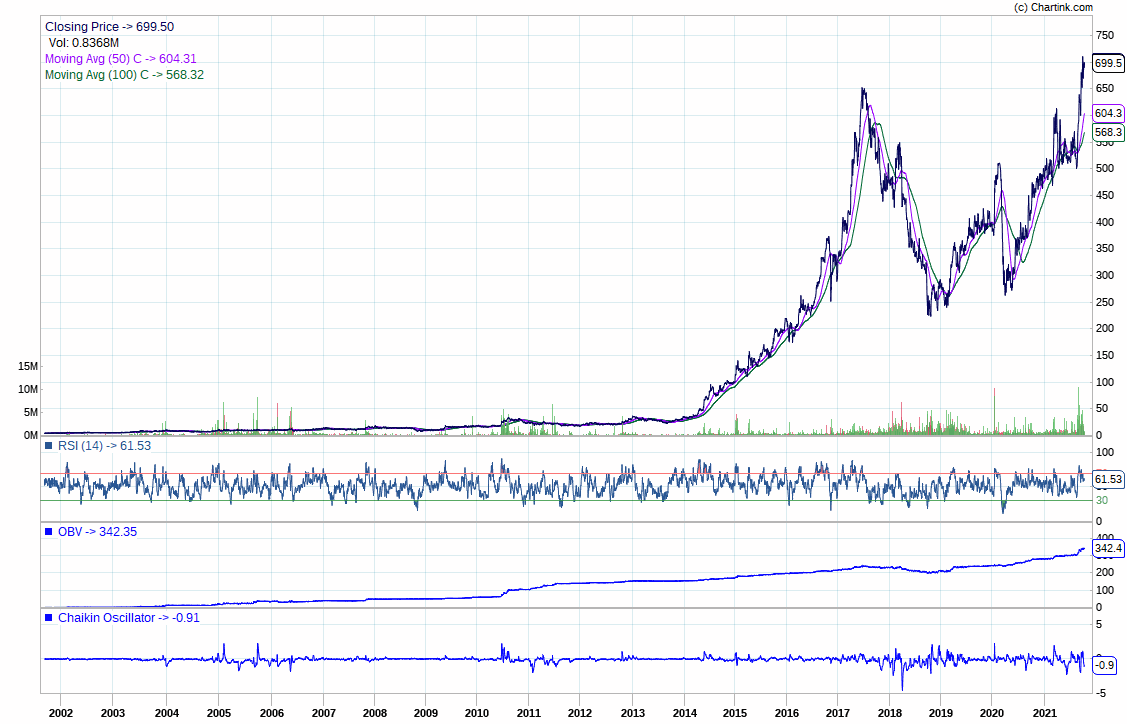 (c) Chartink.com
Closing Price -> 699.50
Vol: 0.8368M
Moving Avg (50) C -> 604.31
Moving Avg (100) C -> 568.32
750
699.5
650
604.3
568.3
550
500
450
400
350
300
250
200
150
100
50
0
15M
10M
5M
0M
RSI (14) -> 61.53
100
61.53
30
0
OBV -> 342.35
400
342.4
200
100
0
Chaikin Oscillator -> -0.91
5
-0.9
-5
2002 2003 2004 2005 2006 2007 2008 2009 2010 2011 2012 2013 2014 2015 2016 2017 2018 2019 2020 2021